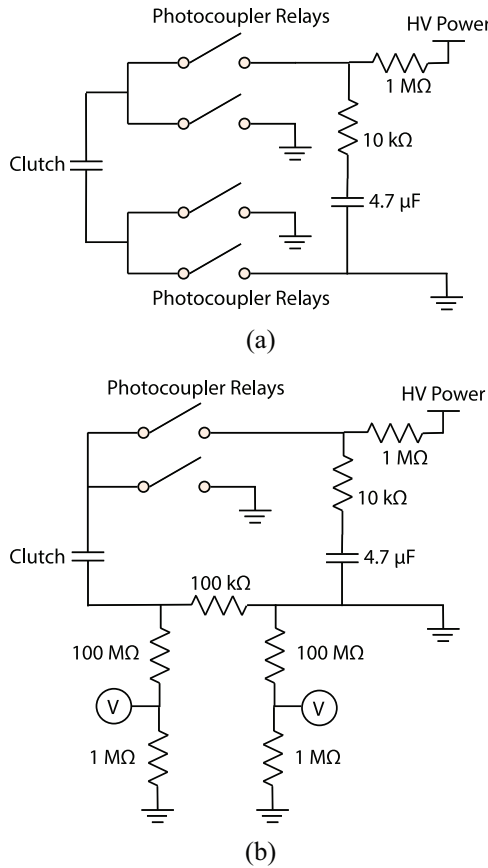 Photocoupler Relays
HV Power
1 MΩ
10 kΩ
Clutch
4.7 μF
Photocoupler Relays
(a)
Photocoupler Relays
HV Power
1 MΩ
10 kΩ
Clutch
4.7 μF
100 kΩ
100 MΩ
100 MΩ
V
V
1 MΩ
1 MΩ
(b)